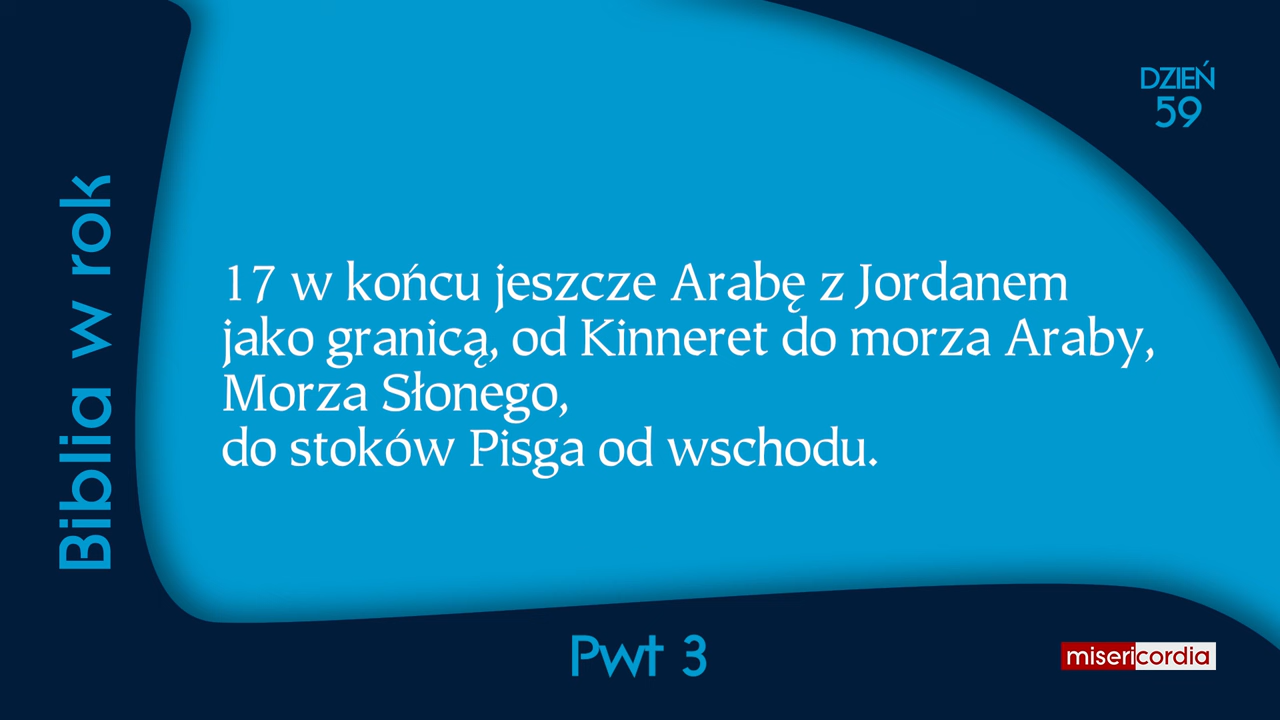 DZIEŃ
59
Biblia w rok
17 w końcu jeszcze Arabę z Jordanem
jako granicą, od Kinneret do morza Araby,
Morza Słonego,
do stoków Pisga od wschodu.
Pwt 3
misericordia